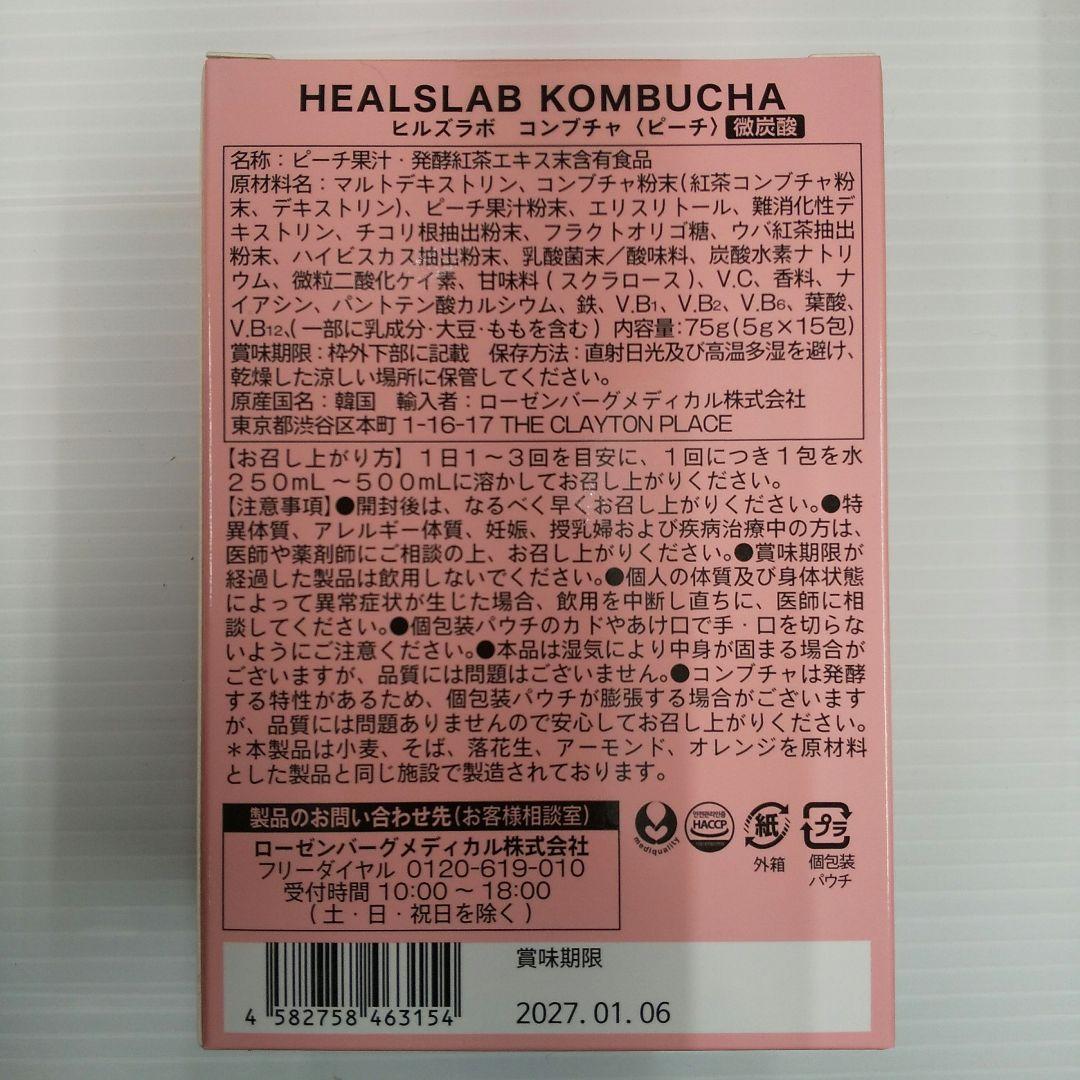 HEALSLAB KOMBUCHA
ヒルズラボ　コンブチャ〈ピーチ〉微炭酸
名称：ピーチ果汁・発酵紅茶エキス末含有食品
原材料名：マルトデキストリン、コンブチャ粉末(紅茶コンブチャ粉
末、デキストリン)、ピーチ果汁粉末、エリスリトール、難消化性デ
キストリン、チコリ根抽出粉末、フラクトオリゴ糖、ウバ紅茶抽出
粉末、ハイビスカス抽出粉末、乳酸菌末／酸味料、炭酸水素ナトリ
ウム、微粒二酸化ケイ素、甘味料(スクラロース)、V.C、香料、ナ
イアシン、パントテン酸カルシウム、鉄、V.B1、V.B2、V.B6、葉酸、
V.B12、(一部に乳成分・大豆・ももを含む) 内容量：75g(5g×15包)
賞味期限：枠外下部に記載　保存方法：直射日光及び高温多湿を避け、
乾燥した涼しい場所に保管してください。
原産国名：韓国　輸入者：ローゼンバーグメディカル株式会社
東京都渋谷区本町1-16-17 THE CLAYTON PLACE
【お召し上がり方】1日1～3回を目安に、1回につき1包を水
250mL～500mLに溶かしてお召し上がりください。
【注意事項】●開封後は、なるべく早くお召し上がりください。●特
異体質、アレルギー体質、妊娠、授乳婦および疾病治療中の方は、
医師や薬剤師にご相談の上、お召し上がりください。●賞味期限が
経過した製品は飲用しないでください。●個人の体質及び身体状態
によって異常症状が生じた場合、飲用を中断し直ちに、医師に相
談してください。●個包装パウチのカドやあけ口で手・口を切らな
いようにご注意ください。●本品は湿気により中身が固まる場合が
ございますが、品質には問題はございません。●コンブチャは発酵
する特性があるため、個包装パウチが膨張する場合がございます
が、品質には問題ありませんので安心してお召し上がりください。
＊本製品は小麦、そば、落花生、アーモンド、オレンジを原材料
とした製品と同じ施設で製造されております。
製品のお問い合わせ先(お客様相談室)
ローゼンバーグメディカル株式会社
フリーダイヤル 0120-619-010
受付時間 10:00～18:00
(土・日・祝日を除く)
mediquality
안전관리인증
HACCP
紙
外箱
プラ
個包装
パウチ
4 582758 463154
賞味期限
2027.01.06